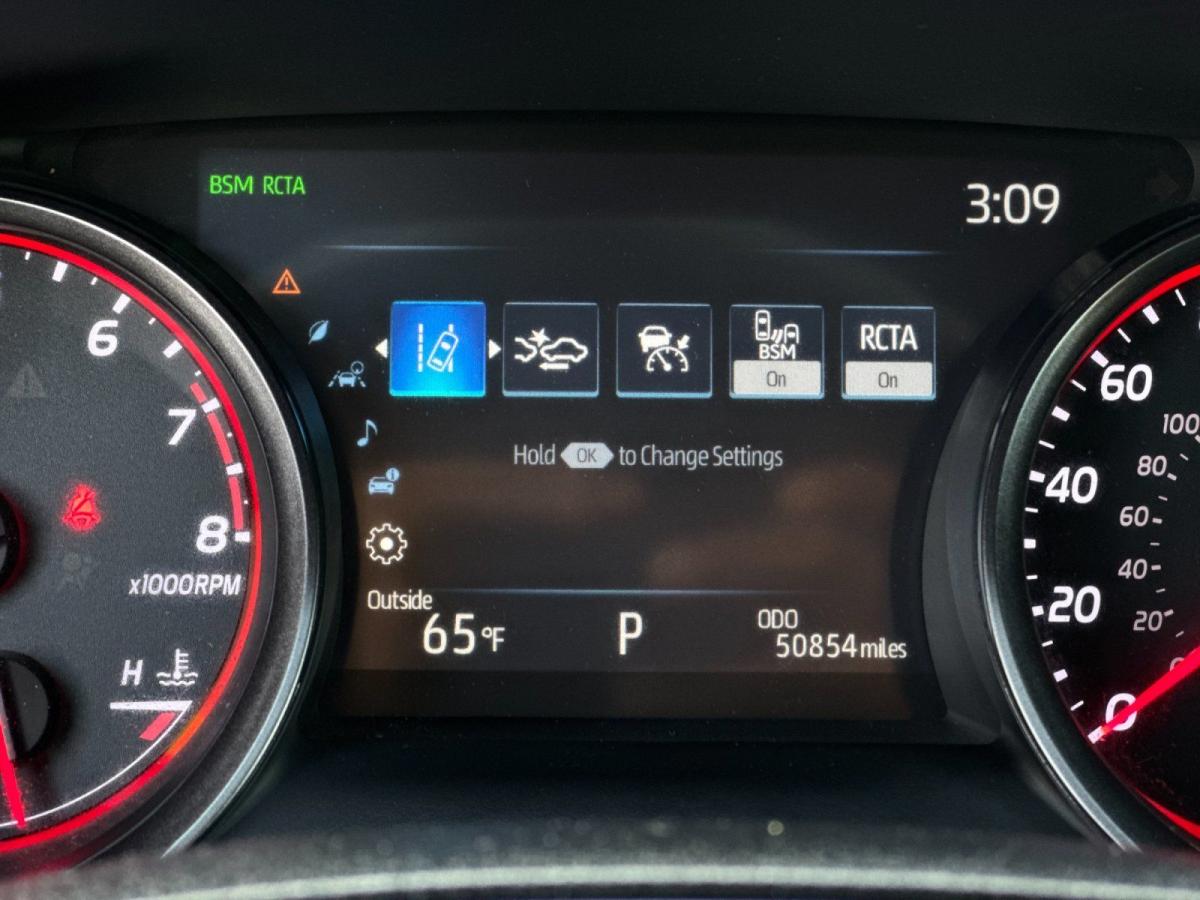 BSM RCTA
3:09
6
7
8
x1000RPM
H
BSM
On
RCTA
On
Hold OK to Change Settings
Outside
65°F
P
ODO
50854 miles
60
40
20
0
100
80
60
40
20
0